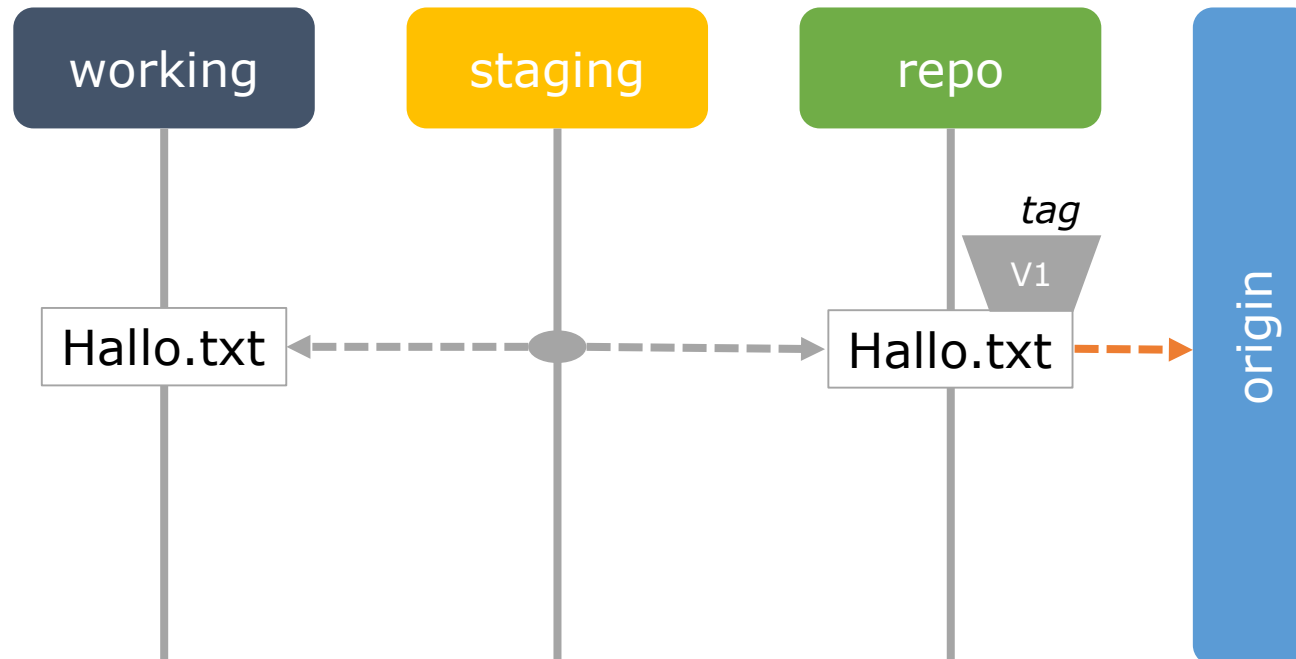 working
staging
repo
tag
V1
Hallo.txt
Hallo.txt
origin